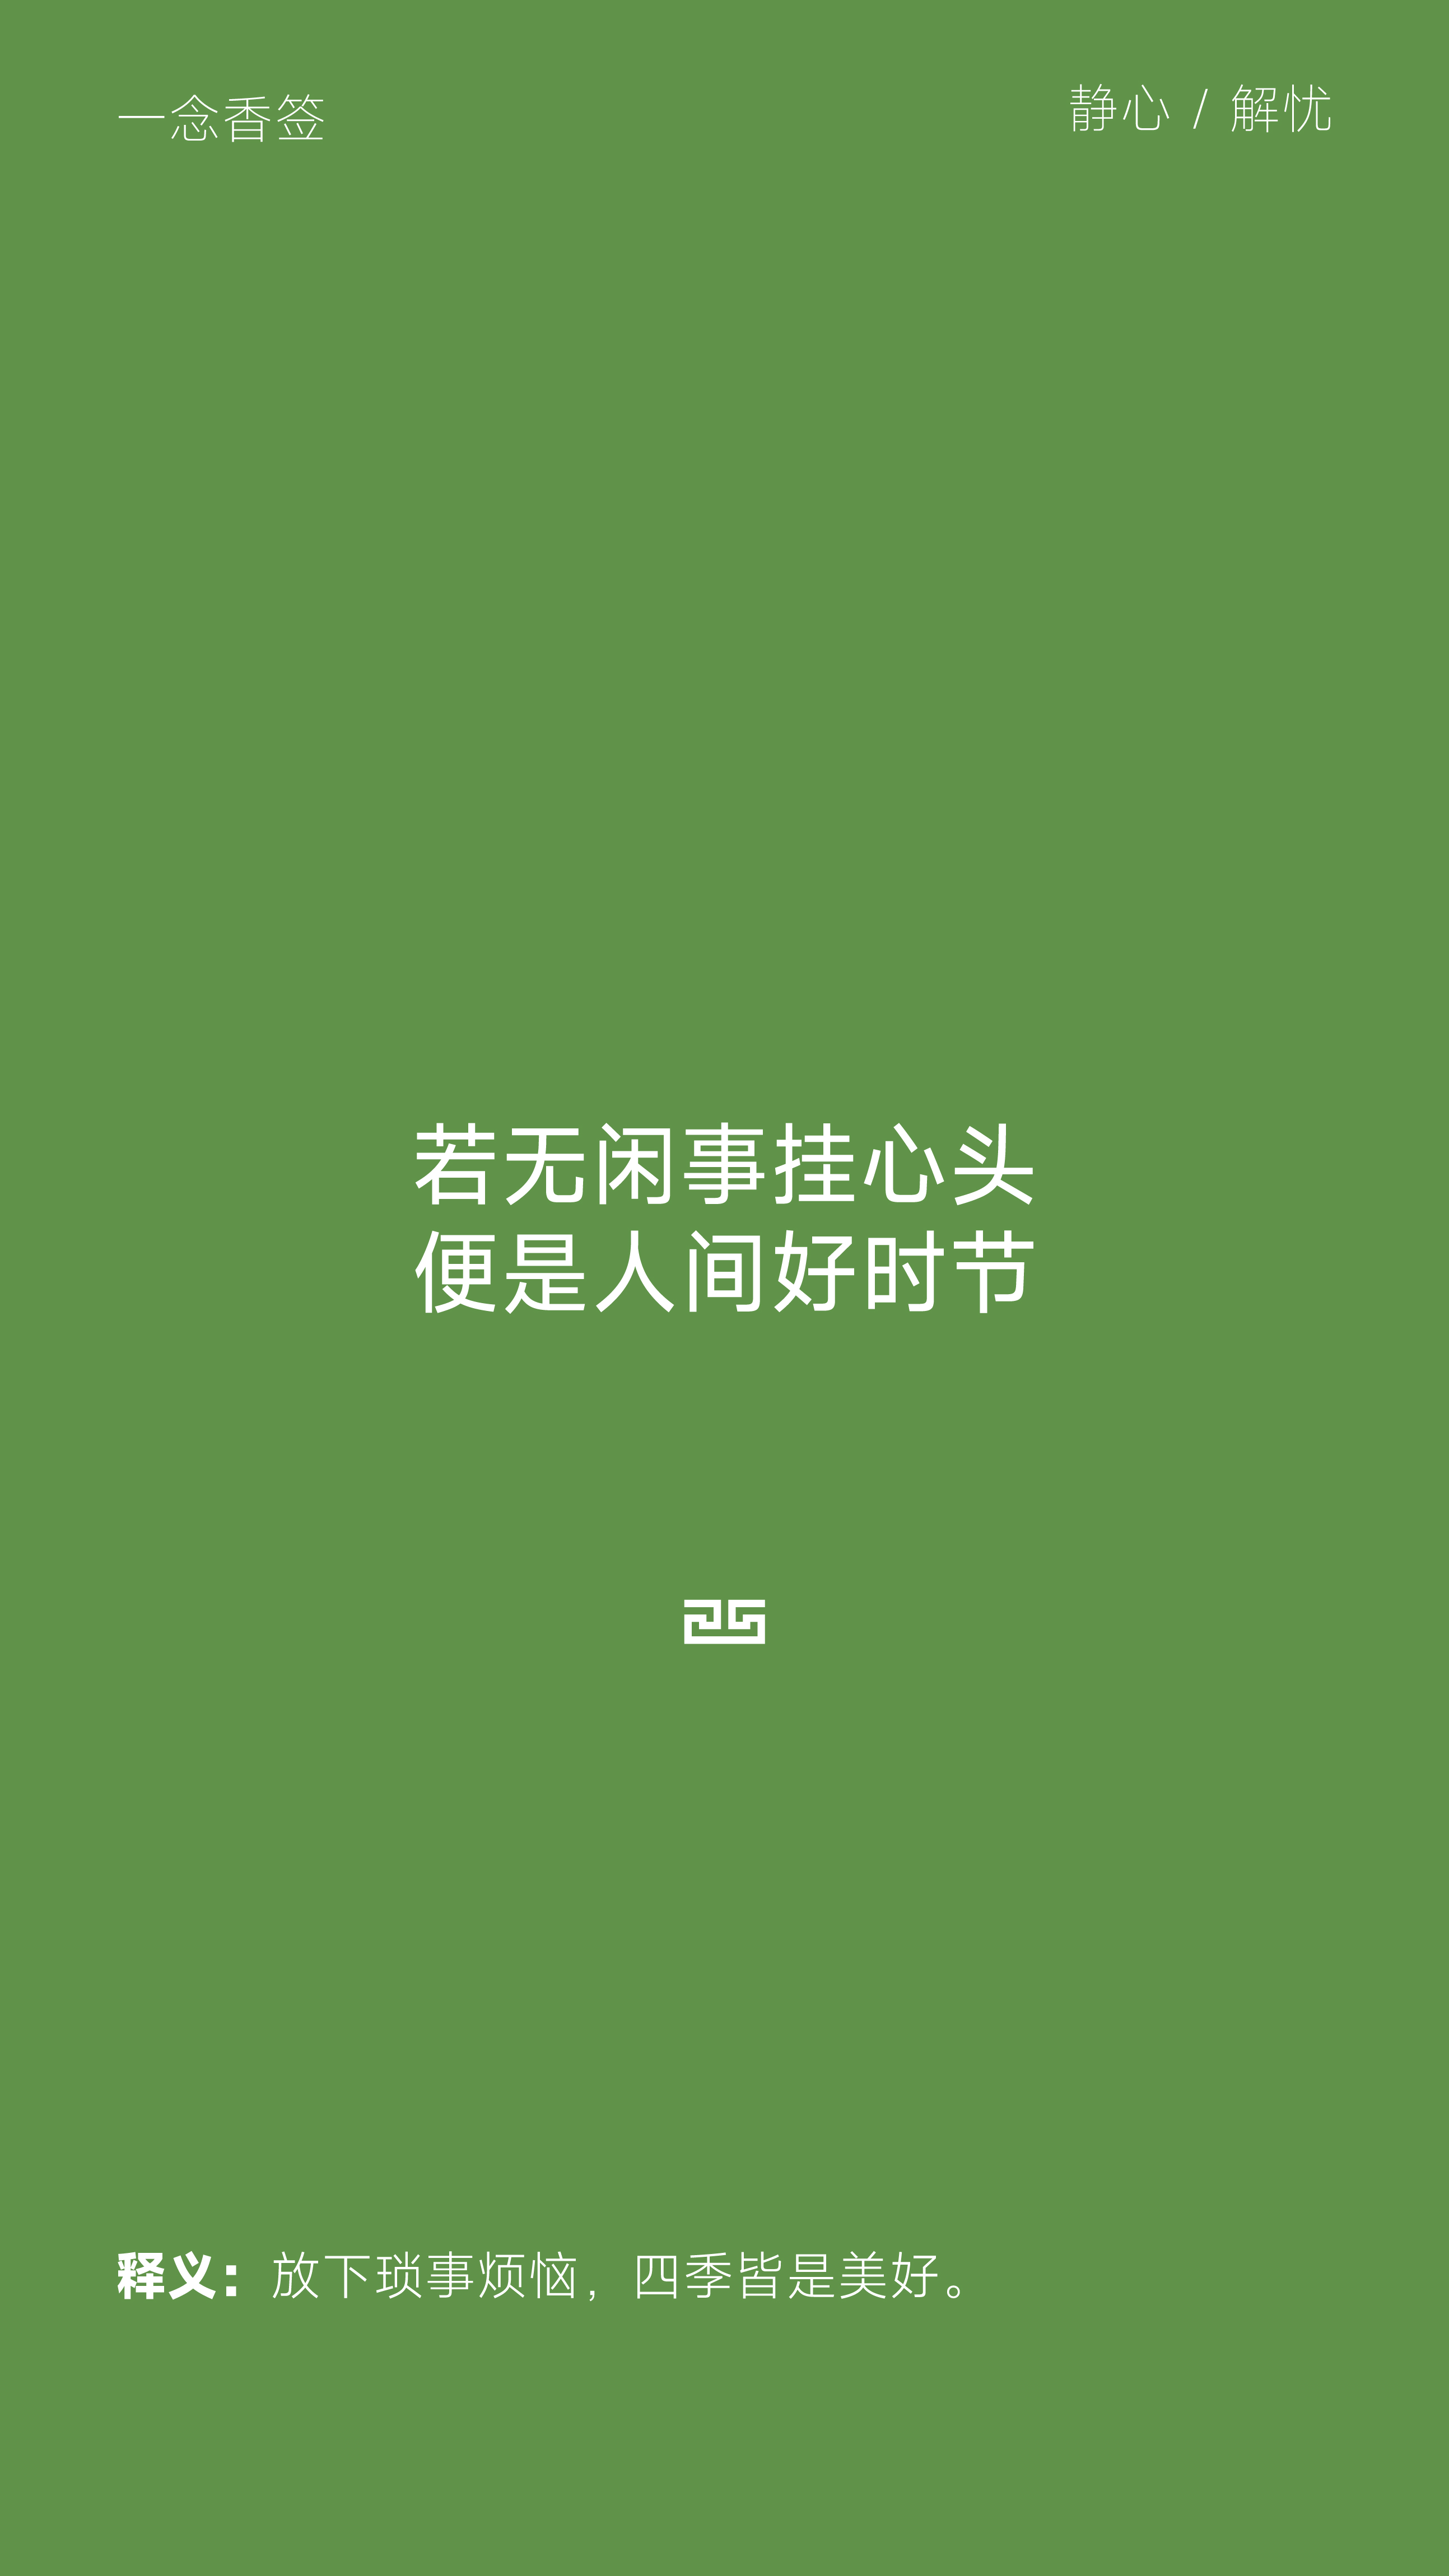 一念香签
静心 / 解忧
若无闲事挂心头
便是人间好时节
释义：放下琐事烦恼，四季皆是美好。